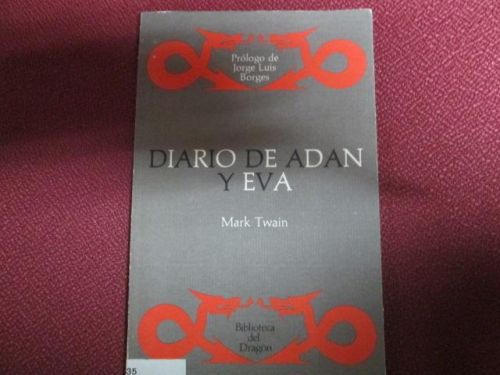 Prólogo de
Jorge Luis
Borges
DIARIO DE ADAN
Y EVA
Mark Twain
Biblioteca
del
Dragón
35